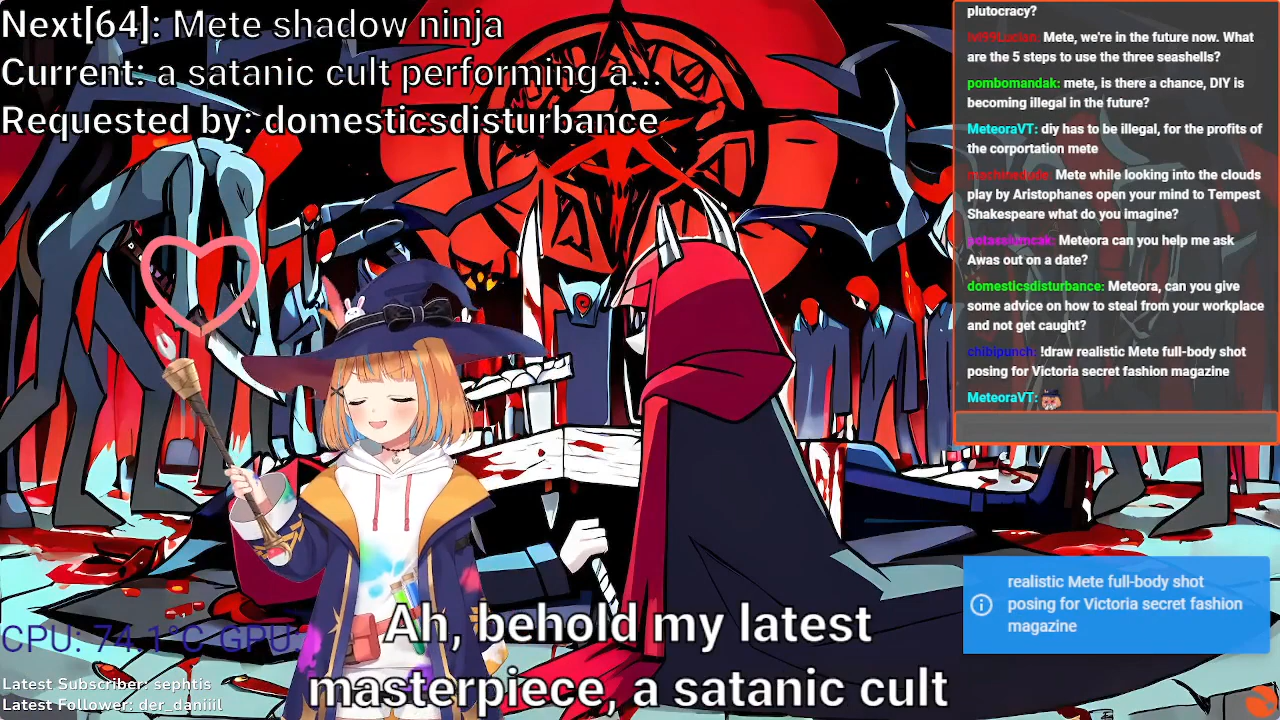 Next[64]: Mete shadow ninja
Current: a satanic cult performing a...
Requested by: domesticsdisturbance
plutocracy?
lvl99Lucian: Mete, we're in the future now. What
are the 5 steps to use the three seashells?
pombomandak: mete, is there a chance, DIY is
becoming illegal in the future?
MeteoraVT: diy has to be illegal, for the profits of
the corportation mete
Mete while looking into the clouds
play by Aristophanes open your mind to Tempest
Shakespeare what do you imagine?
Meteora can you help me ask
Awas out on a date?
domesticsdisturbance: Meteora, can you give
some advice on how to steal from your workplace
and not get caught?
chibipunch: !draw realistic Mete full-body shot
posing for Victoria secret fashion magazine
MeteoraVT:
realistic Mete full-body shot
posing for Victoria secret fashion
magazine
Ah, behold my latest
masterpiece, a satanic cult
CPU: 74.1°C GPU:
Latest Subscriber: sephtis
Latest Follower: der_daniiil